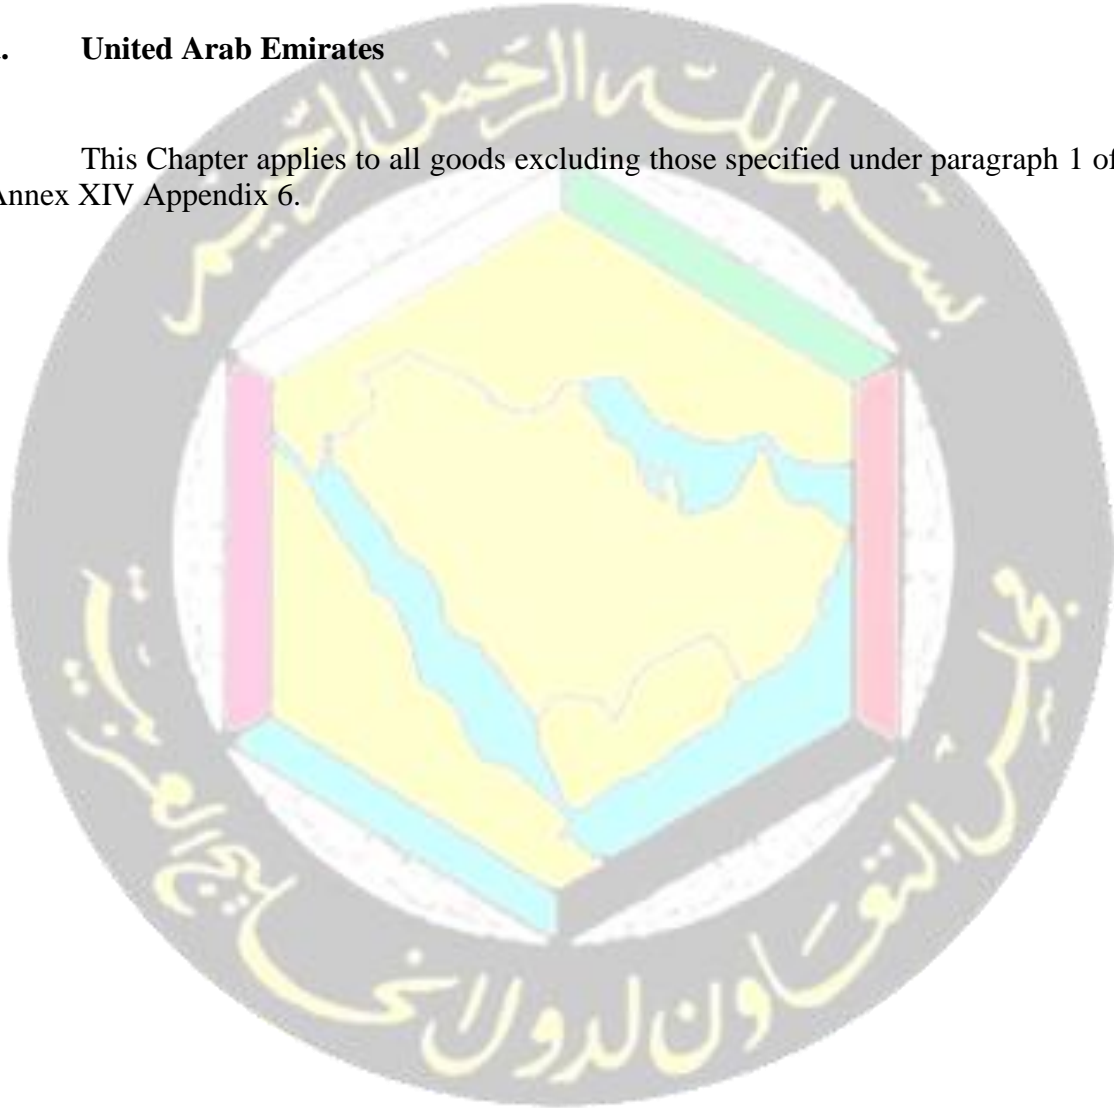 United Arab Emirates
This Chapter applies to all goods excluding those specified under paragraph 1 of
Annex XIV Appendix 6.
بسم الله الرحمن الرحيم
مجلس التعاون لدول الخليج العربية